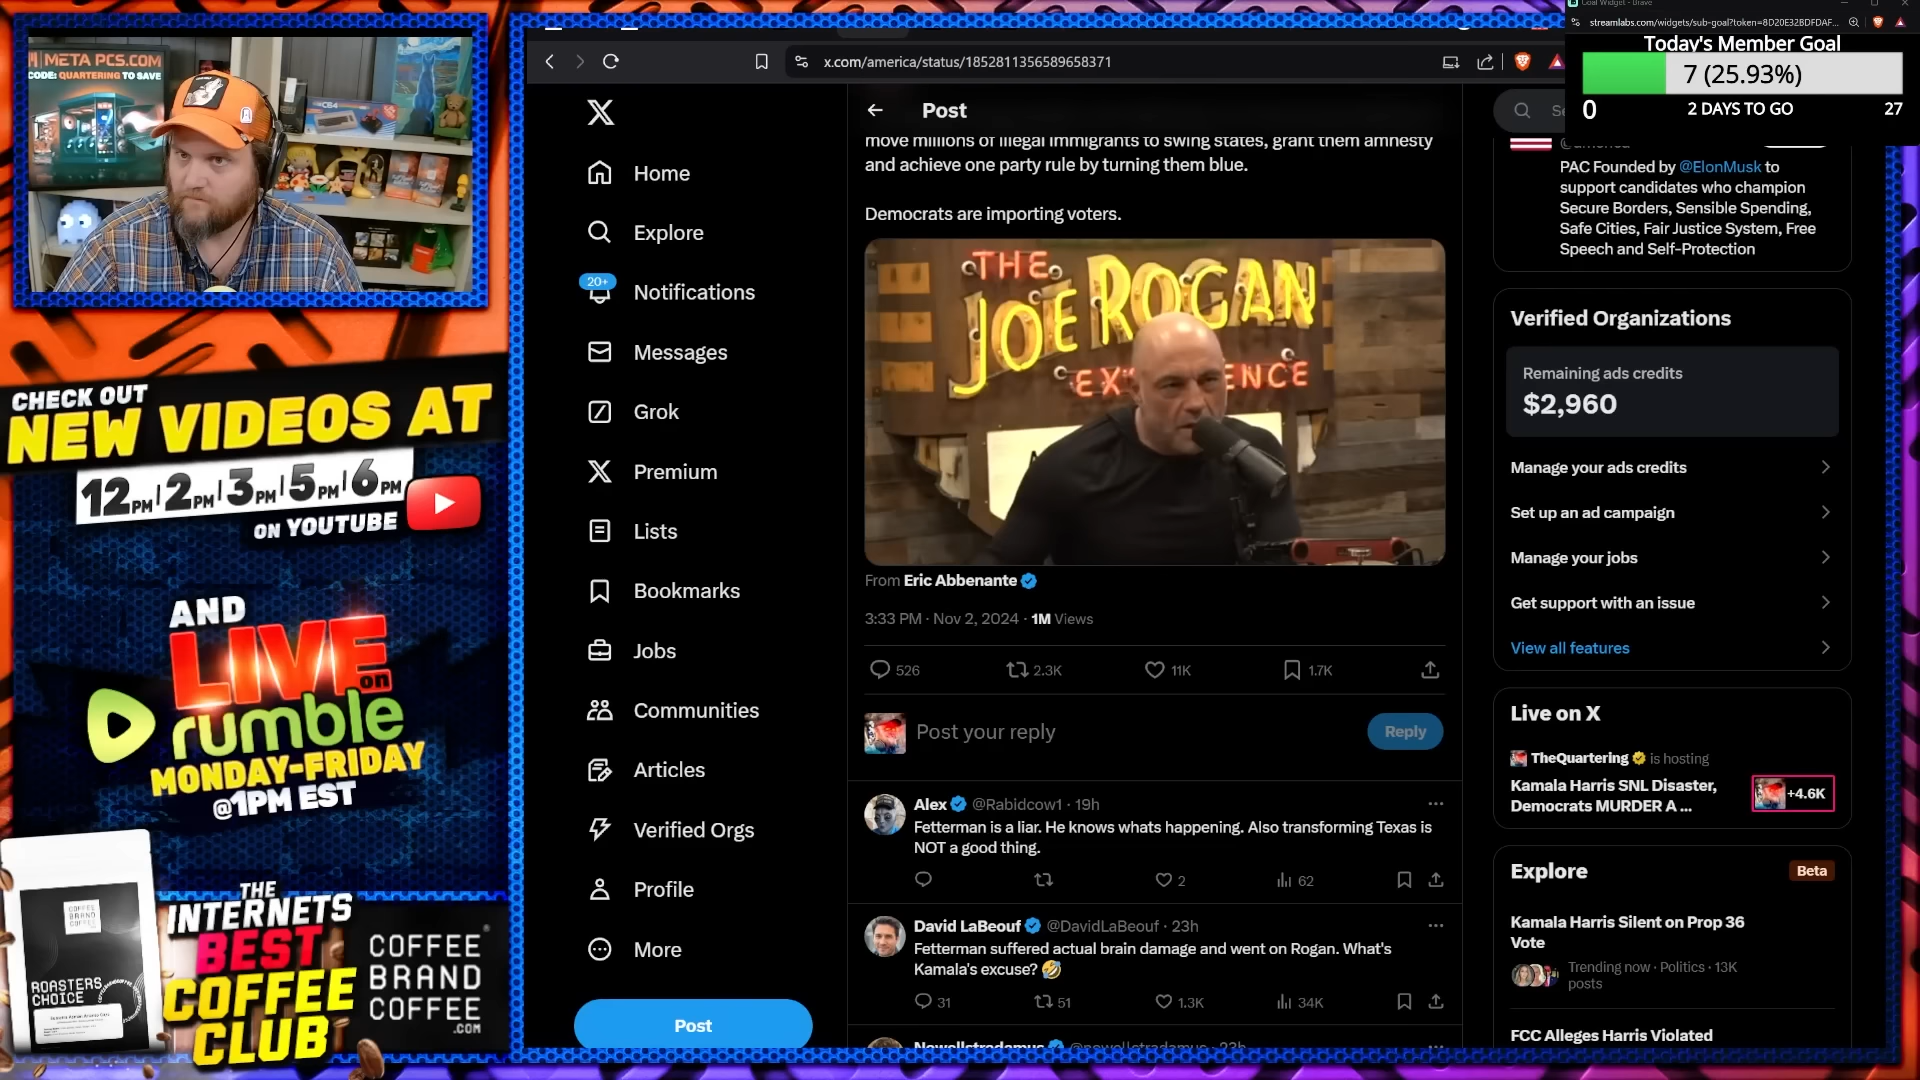 META PCS.COM
CODE: QUARTERING TO SAVE
C64
CHECK OUT
NEW VIDEOS AT
12PM | 2PM | 3PM | 5PM | 6PM
ON YOUTUBE
AND
LIVE
on
rumble
MONDAY-FRIDAY
@1PM EST
COFFEE
BRAND
COFFEE
ROASTERS
CHOICE
THE
INTERNETS
BEST
COFFEE
CLUB
COFFEE
BRAND
COFFEE
.COM
x.com/america/status/1852811356589658371
Home
Explore
20+
Notifications
Messages
Grok
Premium
Lists
Bookmarks
Jobs
Communities
Articles
Verified Orgs
Profile
More
Post
Post
move millions of illegal immigrants to swing states, grant them amnesty
and achieve one party rule by turning them blue.
Democrats are importing voters.
THE
JOE ROGAN
EX ENCE
From Eric Abbenante
3:33 PM · Nov 2, 2024 · 1M Views
526 2.3K 11K 1.7K
Post your reply
Reply
Alex @Rabidcow1 · 19h
Fetterman is a liar. He knows whats happening. Also transforming Texas is
NOT a good thing.
2 62
David LaBeouf @DavidLaBeouf · 23h
Fetterman suffered actual brain damage and went on Rogan. What's
Kamala's excuse? 🤣
31 51 1.3K 34K
Goal Widget - Brave
streamlabs.com/widgets/sub-goal?token=8D20E32BDFDAF...
Today's Member Goal
7 (25.93%)
0 2 DAYS TO GO 27
Se
PAC Founded by @ElonMusk to
support candidates who champion
Secure Borders, Sensible Spending,
Safe Cities, Fair Justice System, Free
Speech and Self-Protection
Verified Organizations
Remaining ads credits
$2,960
Manage your ads credits
Set up an ad campaign
Manage your jobs
Get support with an issue
View all features
Live on X
TheQuartering is hosting
Kamala Harris SNL Disaster,
Democrats MURDER A ...
+4.6K
Explore
Beta
Kamala Harris Silent on Prop 36
Vote
Trending now · Politics · 13K
posts
FCC Alleges Harris Violated